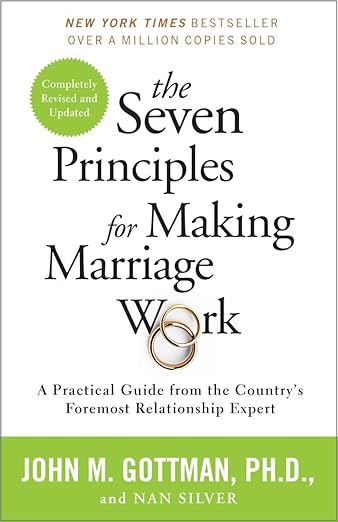 NEW YORK TIMES BESTSELLER
OVER A MILLION COPIES SOLD
Completely
Revised and
Updated
the
Seven
Principles
for Making
Marriage
Work
A Practical Guide from the Country's
Foremost Relationship Expert
JOHN M. GOTTMAN, PH.D.,
and NAN SILVER